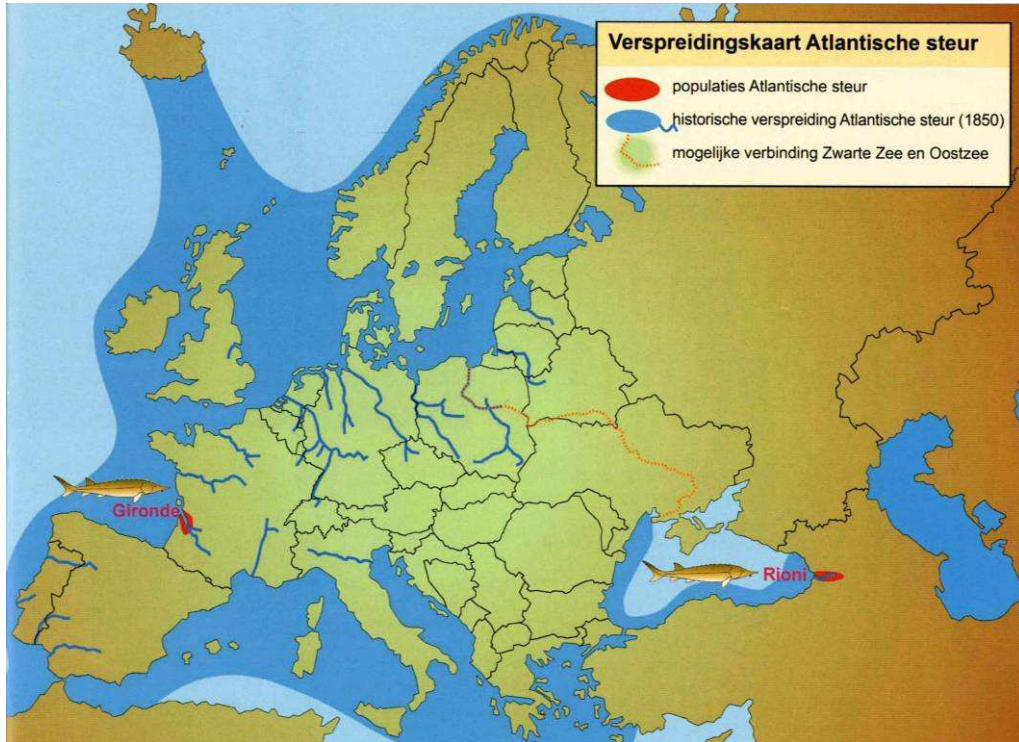 Verspreidingskaart Atlantische steur
populaties Atlantische steur
historische verspreiding Atlantische steur (1850)
mogelijke verbinding Zwarte Zee en Oostzee
Gironde
Rioni